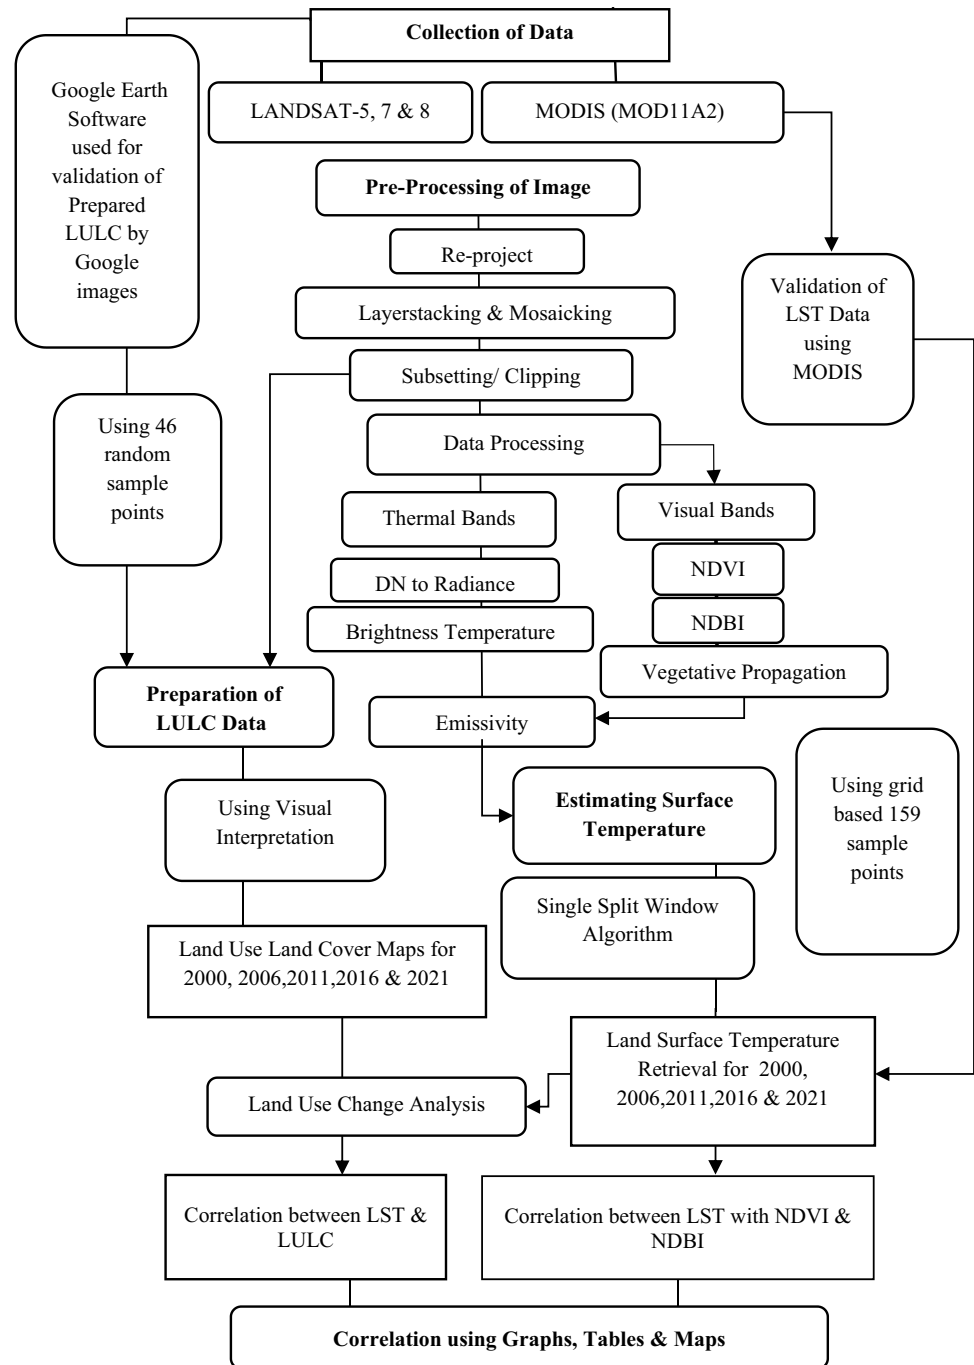 Collection of Data
Google Earth
Software
used for
validation of
Prepared
LULC by
Google
images
LANDSAT-5, 7 & 8
MODIS (MOD11A2)
Pre-Processing of Image
Re-project
Layerstacking & Mosaicking
Validation of
LST Data
using
MODIS
Subsetting/ Clipping
Using 46
random
sample
points
Data Processing
Thermal Bands
Visual Bands
DN to Radiance
NDVI
Brightness Temperature
NDBI
Vegetative Propagation
Preparation of
LULC Data
Emissivity
Using Visual
Interpretation
Estimating Surface
Temperature
Using grid
based 159
sample
points
Single Split Window
Algorithm
Land Use Land Cover Maps for
2000, 2006,2011,2016 & 2021
Land Surface Temperature
Retrieval for 2000,
2006,2011,2016 & 2021
Land Use Change Analysis
Correlation between LST &
LULC
Correlation between LST with NDVI &
NDBI
Correlation using Graphs, Tables & Maps